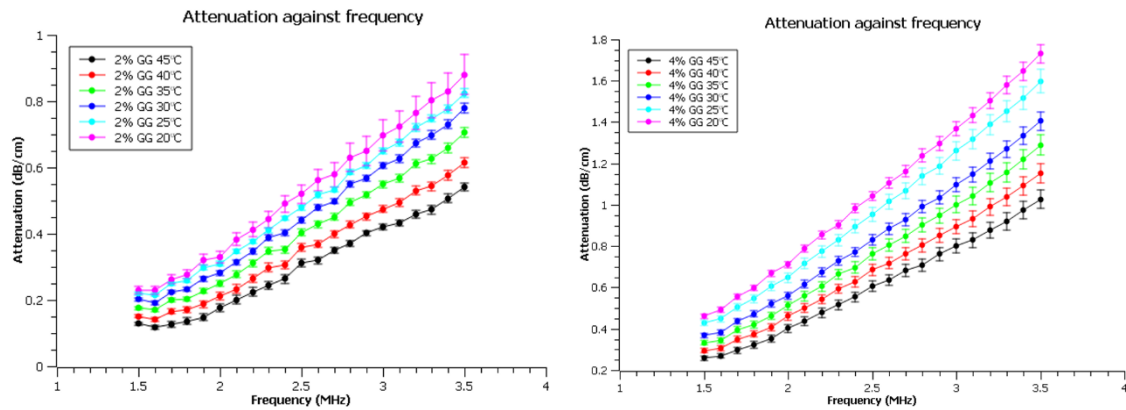 Attenuation against frequency
1
0.8
0.6
0.4
0.2
0
Attenuation (dB/cm)
2% GG 45℃
2% GG 40℃
2% GG 35℃
2% GG 30℃
2% GG 25℃
2% GG 20℃
1 1.5 2 2.5 3 3.5 4
Frequency (MHz)
Attenuation against frequency
1.8
1.6
1.4
1.2
1
0.8
0.6
0.4
0.2
Attenuation (dB/cm)
4% GG 45℃
4% GG 40℃
4% GG 35℃
4% GG 30℃
4% GG 25℃
4% GG 20℃
1 1.5 2 2.5 3 3.5 4
Frequency (MHz)